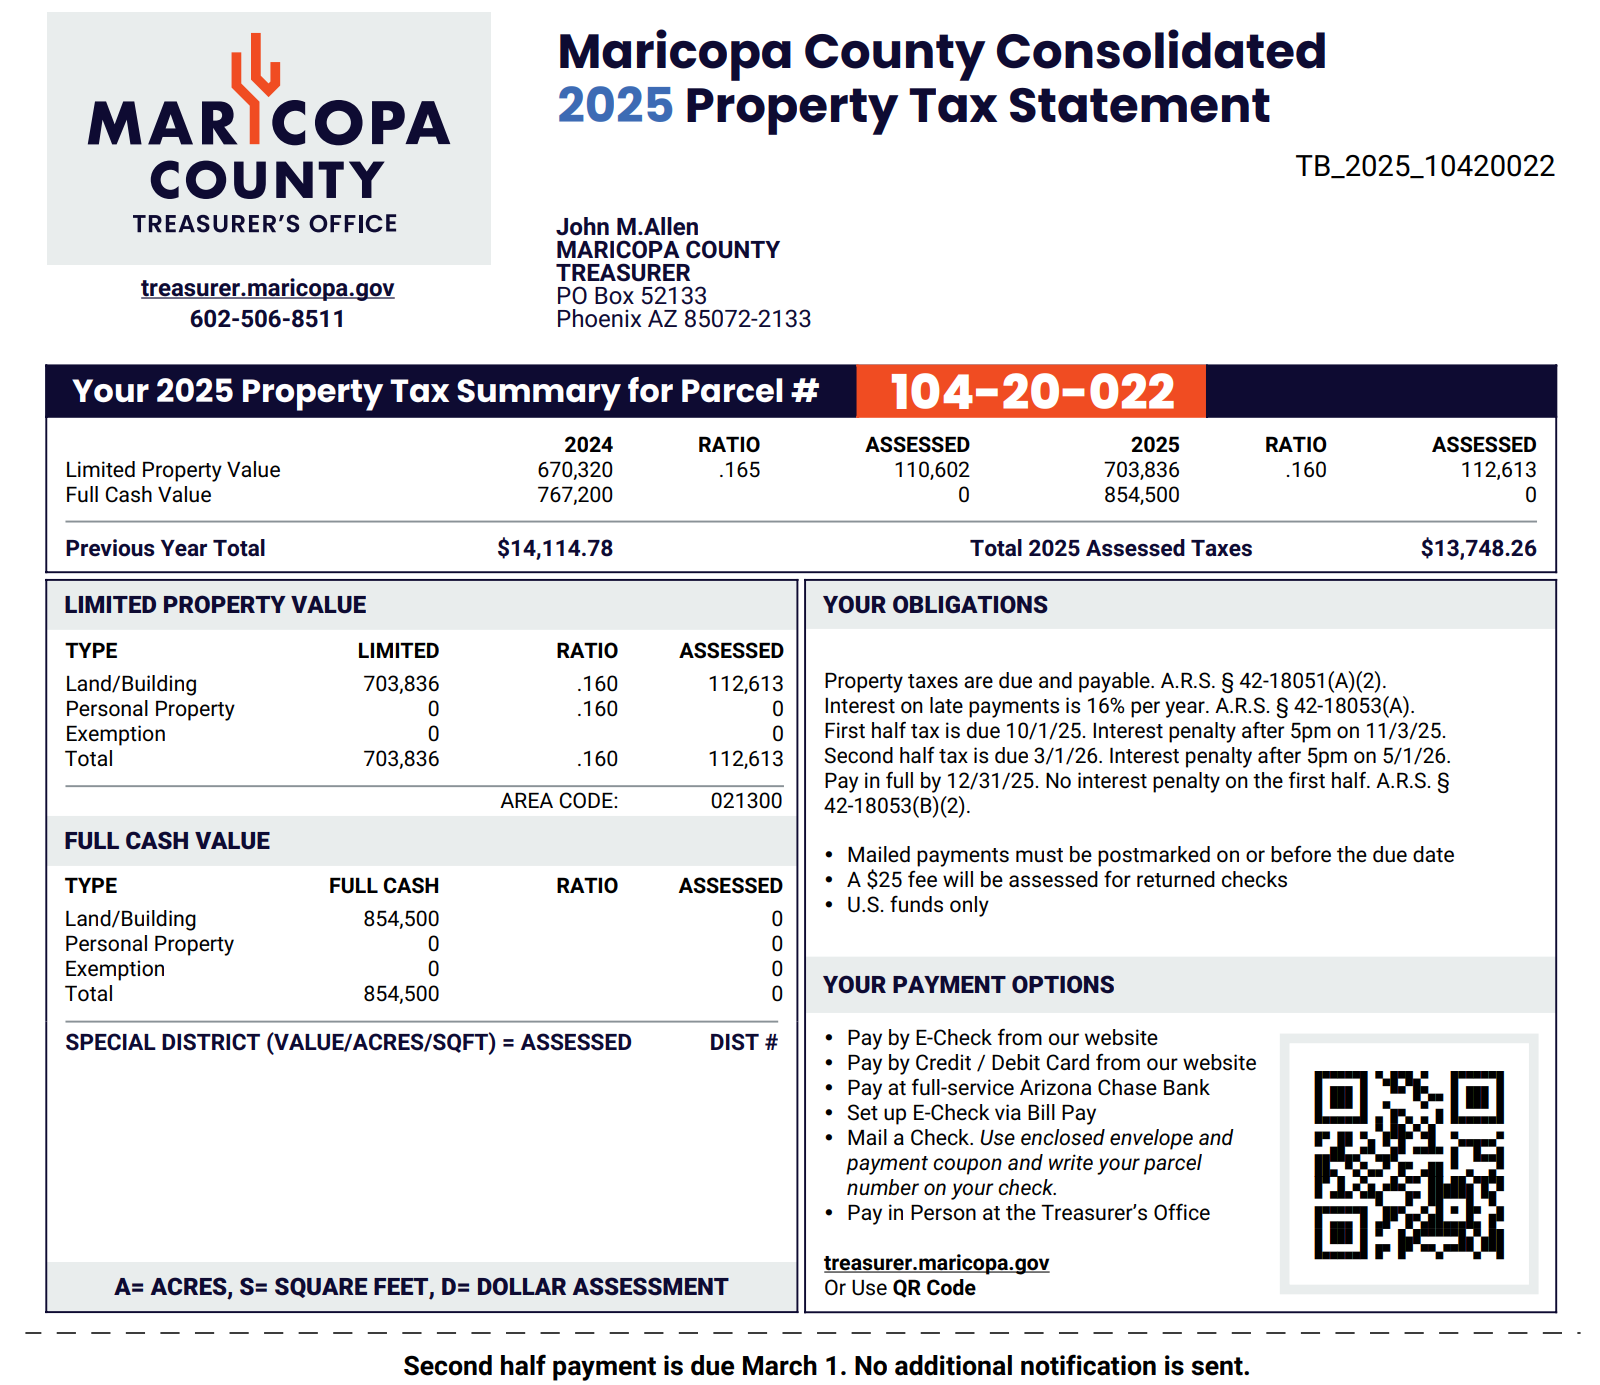 MARICOPA
COUNTY
TREASURER'S OFFICE
treasurer.maricopa.gov
602-506-8511
Maricopa County Consolidated
2025 Property Tax Statement
TB_2025_10420022
John M.Allen
MARICOPA COUNTY
TREASURER
PO Box 52133
Phoenix AZ 85072-2133
Your 2025 Property Tax Summary for Parcel # 104-20-022
2024 RATIO ASSESSED 2025 RATIO ASSESSED
Limited Property Value 670,320 .165 110,602 703,836 .160 112,613
Full Cash Value 767,200 0 854,500 0
Previous Year Total $14,114.78 Total 2025 Assessed Taxes $13,748.26
LIMITED PROPERTY VALUE
TYPE LIMITED RATIO ASSESSED
Land/Building 703,836 .160 112,613
Personal Property 0 .160 0
Exemption 0 0
Total 703,836 .160 112,613
AREA CODE: 021300
FULL CASH VALUE
TYPE FULL CASH RATIO ASSESSED
Land/Building 854,500 0
Personal Property 0 0
Exemption 0 0
Total 854,500 0
SPECIAL DISTRICT (VALUE/ACRES/SQFT) = ASSESSED DIST #
A= ACRES, S= SQUARE FEET, D= DOLLAR ASSESSMENT
YOUR OBLIGATIONS
Property taxes are due and payable. A.R.S. § 42-18051(A)(2).
Interest on late payments is 16% per year. A.R.S. § 42-18053(A).
First half tax is due 10/1/25. Interest penalty after 5pm on 11/3/25.
Second half tax is due 3/1/26. Interest penalty after 5pm on 5/1/26.
Pay in full by 12/31/25. No interest penalty on the first half. A.R.S. §
42-18053(B)(2).
• Mailed payments must be postmarked on or before the due date
• A $25 fee will be assessed for returned checks
• U.S. funds only
YOUR PAYMENT OPTIONS
• Pay by E-Check from our website
• Pay by Credit / Debit Card from our website
• Pay at full-service Arizona Chase Bank
• Set up E-Check via Bill Pay
• Mail a Check. Use enclosed envelope and
payment coupon and write your parcel
number on your check.
• Pay in Person at the Treasurer's Office
treasurer.maricopa.gov
Or Use QR Code
Second half payment is due March 1. No additional notification is sent.